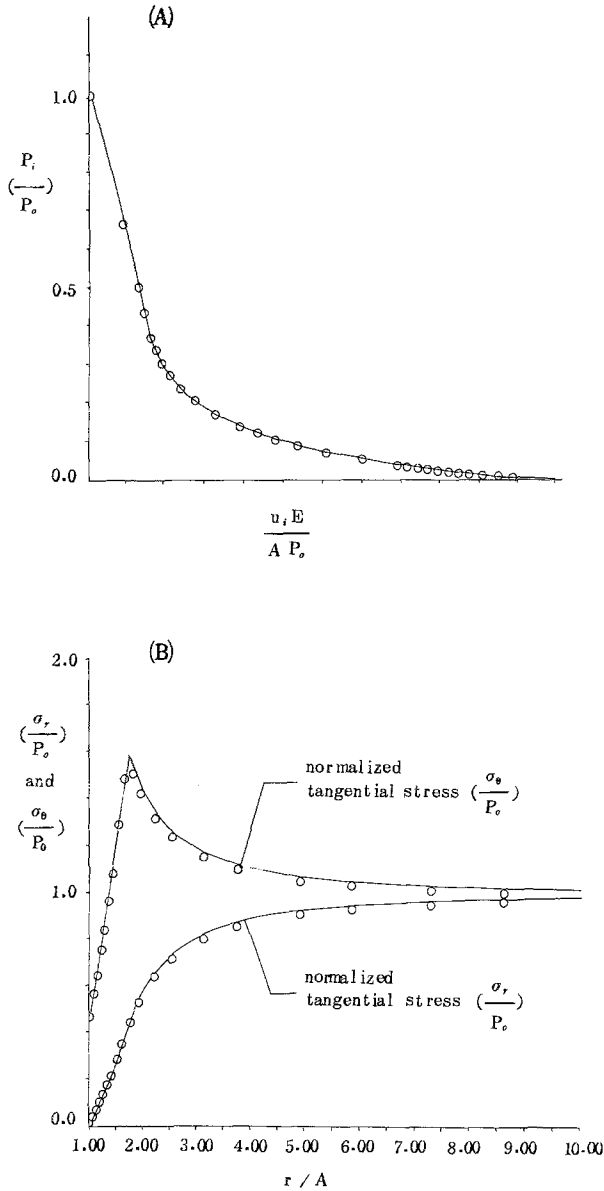 (A)
1.0
P_i
(——)
P_o
0.5
0.0
u_i E
A P_o
(B)
2.0
σ_r
(——)
P_o
and
σ_θ
(——)
P_0
1.0
0.0
normalized
tangential stress (σ_θ/P_o)
normalized
tangential stress (σ_r/P_o)
1.00 2.00 3.00 4.00 5.00 6.00 7.00 8.00 9.00 10.00
r / A